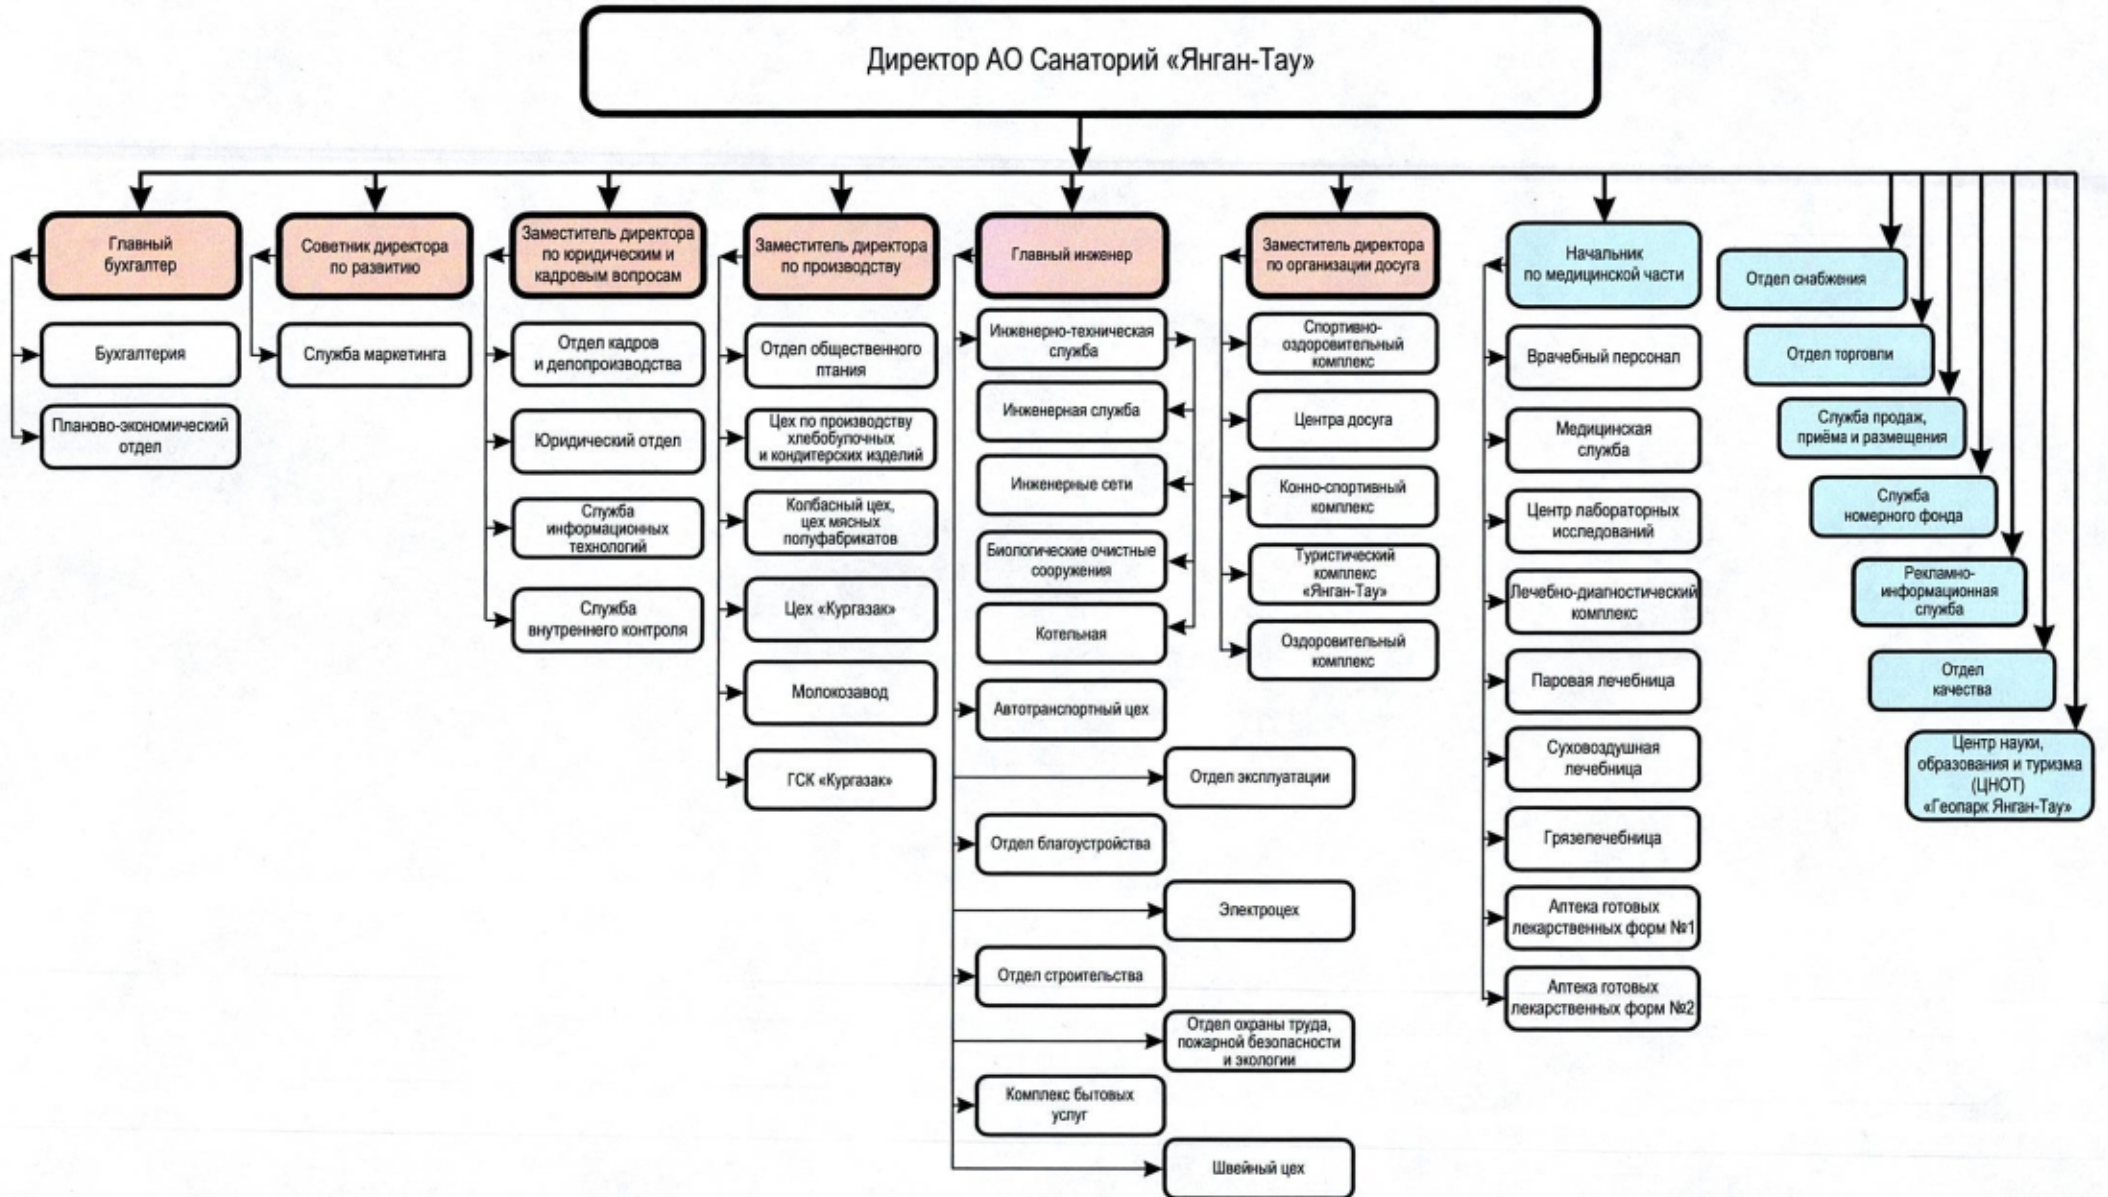 Директор АО Санаторий «Янган-Тау»
Главный
бухгалтер
Бухгалтерия
Планово-экономический
отдел
Советник директора
по развитию
Служба маркетинга
Заместитель директора
по юридическим и
кадровым вопросам
Отдел кадров
и делопроизводства
Юридический отдел
Служба
информационных
технологий
Служба
внутреннего контроля
Заместитель директора
по производству
Отдел общественного
птания
Цех по производству
хлебобулочных
и кондитерских изделий
Колбасный цех,
цех мясных
полуфабрикатов
Цех «Кургазак»
Молокозавод
ГСК «Кургазак»
Главный инженер
Инженерно-техническая
служба
Инженерная служба
Инженерные сети
Биологические очистные
сооружения
Котельная
Автотранспортный цех
Отдел эксплуатации
Отдел благоустройства
Электроцех
Отдел строительства
Отдел охраны труда,
пожарной безопасности
и экологии
Комплекс бытовых
услуг
Швейный цех
Заместитель директора
по организации досуга
Спортивно-
оздоровительный
комплекс
Центра досуга
Конно-спортивный
комплекс
Туристический
комплекс
«Янган-Тау»
Оздоровительный
комплекс
Начальник
по медицинской части
Врачебный персонал
Медицинская
служба
Центр лабораторных
исследований
Лечебно-диагностический
комплекс
Паровая лечебница
Суховоздушная
лечебница
Грязелечебница
Аптека готовых
лекарственных форм №1
Аптека готовых
лекарственных форм №2
Отдел снабжения
Отдел торговли
Служба продаж,
приёма и размещения
Служба
номерного фонда
Рекламно-
информационная
служба
Отдел
качества
Центр науки,
образования и туризма
(ЦНОТ)
«Геопарк Янган-Тау»